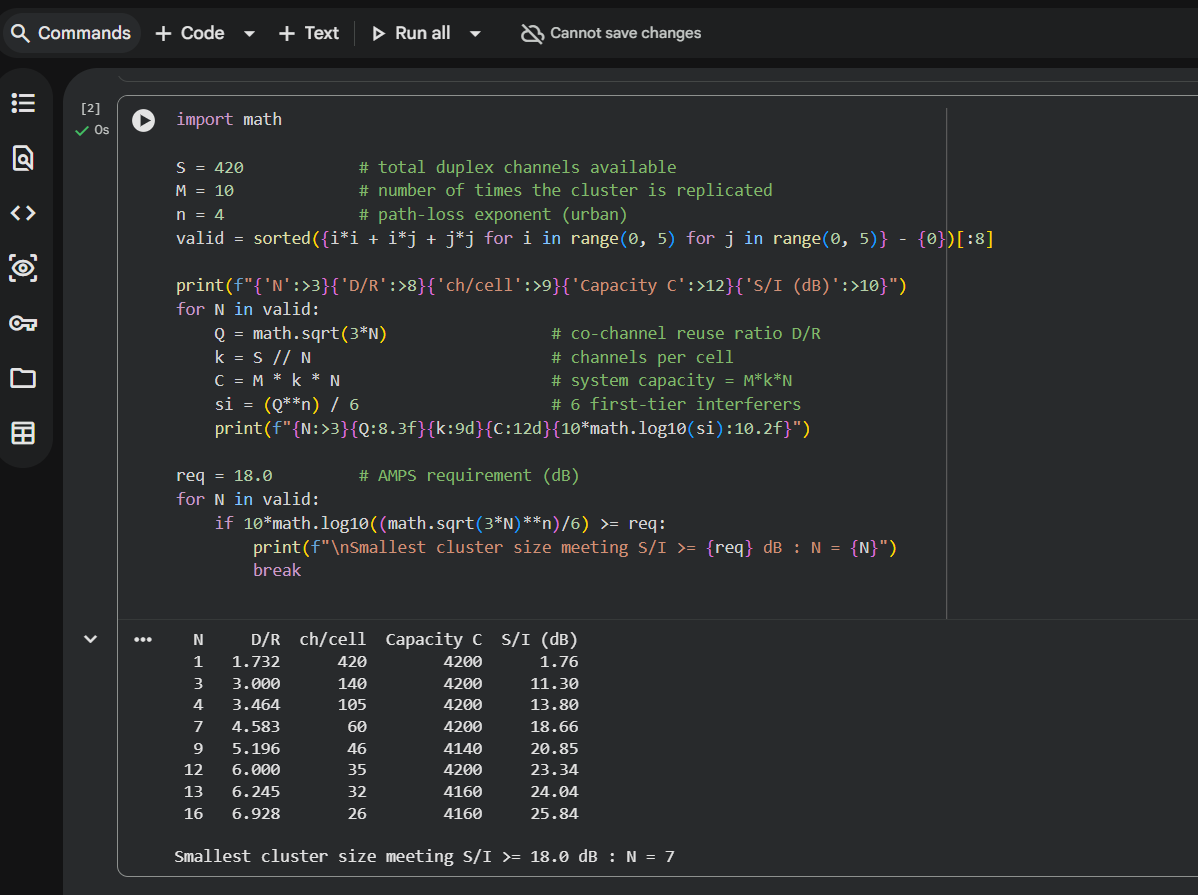 Commands + Code + Text Run all Cannot save changes
[2]
0s
import math
S = 420            # total duplex channels available
M = 10             # number of times the cluster is replicated
n = 4              # path-loss exponent (urban)
valid = sorted({i*i + i*j + j*j for i in range(0, 5) for j in range(0, 5)} - {0})[:8]
print(f"{'N':>3}{'D/R':>8}{'ch/cell':>9}{'Capacity C':>12}{'S/I (dB)':>10}")
for N in valid:
    Q = math.sqrt(3*N)                 # co-channel reuse ratio D/R
    k = S // N                         # channels per cell
    C = M * k * N                      # system capacity = M*k*N
    si = (Q**n) / 6                    # 6 first-tier interferers
    print(f"{N:>3}{Q:8.3f}{k:9d}{C:12d}{10*math.log10(si):10.2f}")
req = 18.0         # AMPS requirement (dB)
for N in valid:
    if 10*math.log10((math.sqrt(3*N)**n)/6) >= req:
        print(f"\nSmallest cluster size meeting S/I >= {req} dB : N = {N}")
        break
  N     D/R  ch/cell  Capacity C  S/I (dB)
  1   1.732      420        4200      1.76
  3   3.000      140        4200     11.30
  4   3.464      105        4200     13.80
  7   4.583       60        4200     18.66
  9   5.196       46        4140     20.85
 12   6.000       35        4200     23.34
 13   6.245       32        4160     24.04
 16   6.928       26        4160     25.84
Smallest cluster size meeting S/I >= 18.0 dB : N = 7